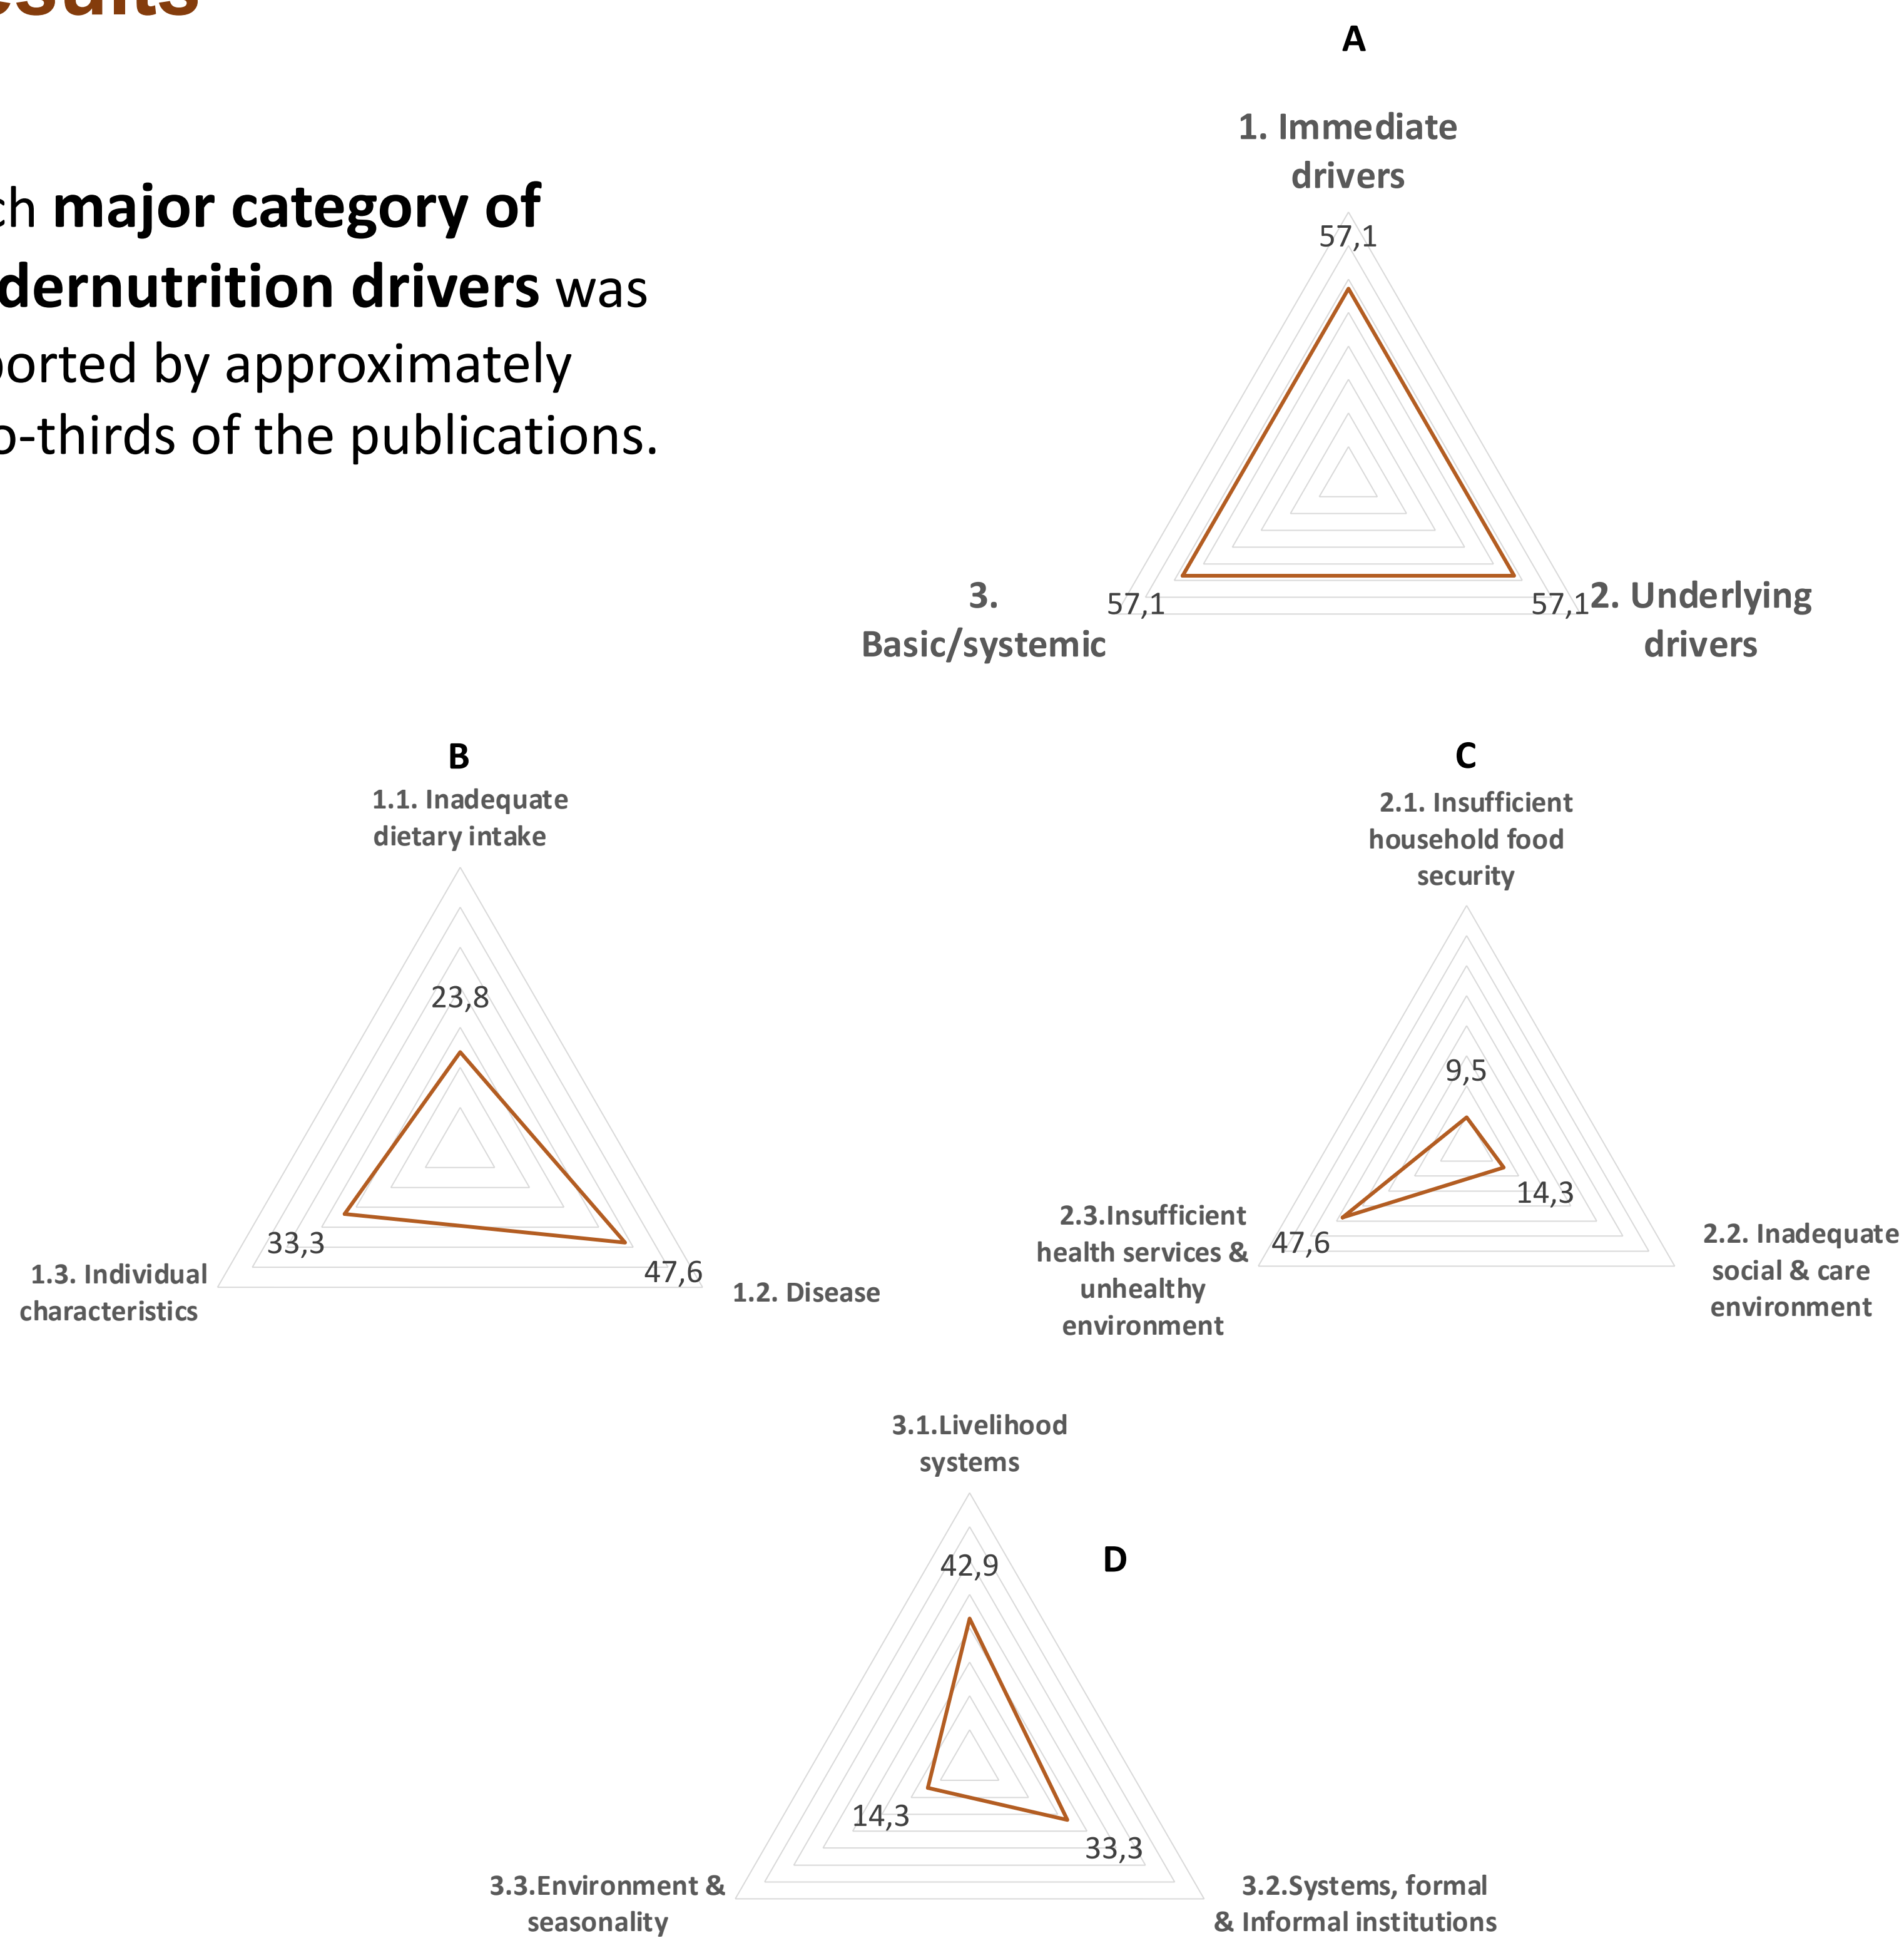 A
major category of
drivers was
by approximately
of the publications.
1. Immediate
drivers
57,1
3.
Basic/systemic
57,1
57,1
2. Underlying
drivers
B
1.1. Inadequate
dietary intake
23,8
33,3
1.3. Individual
characteristics
47,6
1.2. Disease
C
2.1. Insufficient
household food
security
9,5
14,3
2.3.Insufficient
health services &
unhealthy
environment
47,6
2.2. Inadequate
social & care
environment
3.1.Livelihood
systems
D
42,9
14,3
33,3
3.3.Environment &
seasonality
3.2.Systems, formal
& Informal institutions